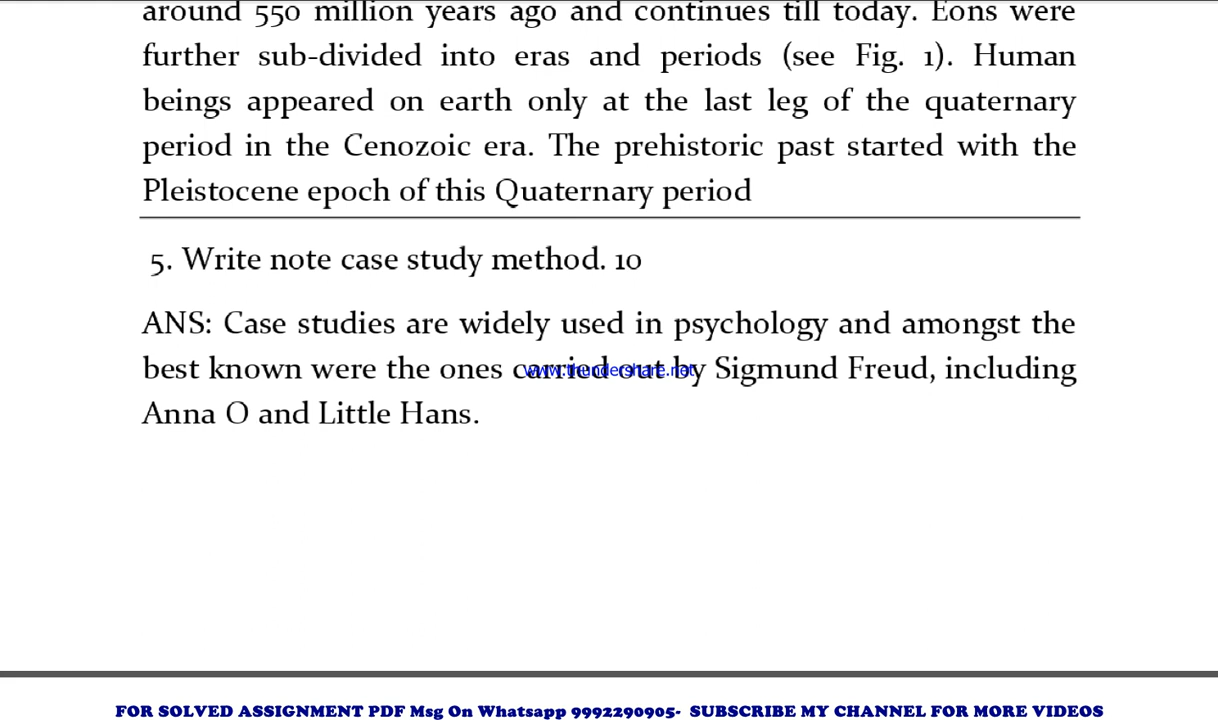 around 550 million years ago and continues till today. Eons were
further sub-divided into eras and periods (see Fig. 1). Human
beings appeared on earth only at the last leg of the quaternary
period in the Cenozoic era. The prehistoric past started with the
Pleistocene epoch of this Quaternary period
5. Write note case study method. 10
ANS: Case studies are widely used in psychology and amongst the
best known were the ones carried out by Sigmund Freud, including
www.thundershare.net
Anna O and Little Hans.
FOR SOLVED ASSIGNMENT PDF Msg On Whatsapp 9992290905- SUBSCRIBE MY CHANNEL FOR MORE VIDEOS